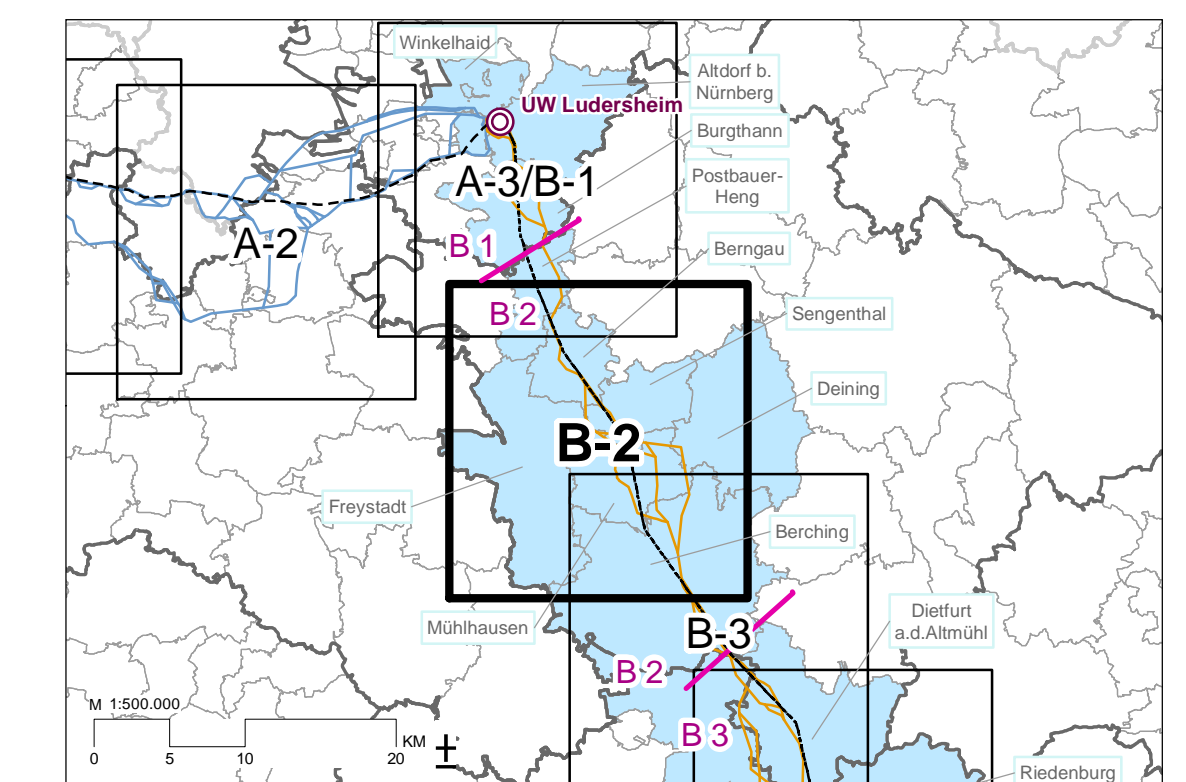 Winkelhaid
Altdorf b.
Nürnberg
UW Ludersheim
Burgthann
A-3/B-1
Postbauer-
Heng
A-2
B 1
Berngau
B 2
Sengenthal
Deining
B-2
Freystadt
Berching
Mühlhausen
Dietfurt
a.d.Altmühl
B-3
B 2
B 3
M 1:500.000
KM
0 5 10 20
Riedenburg